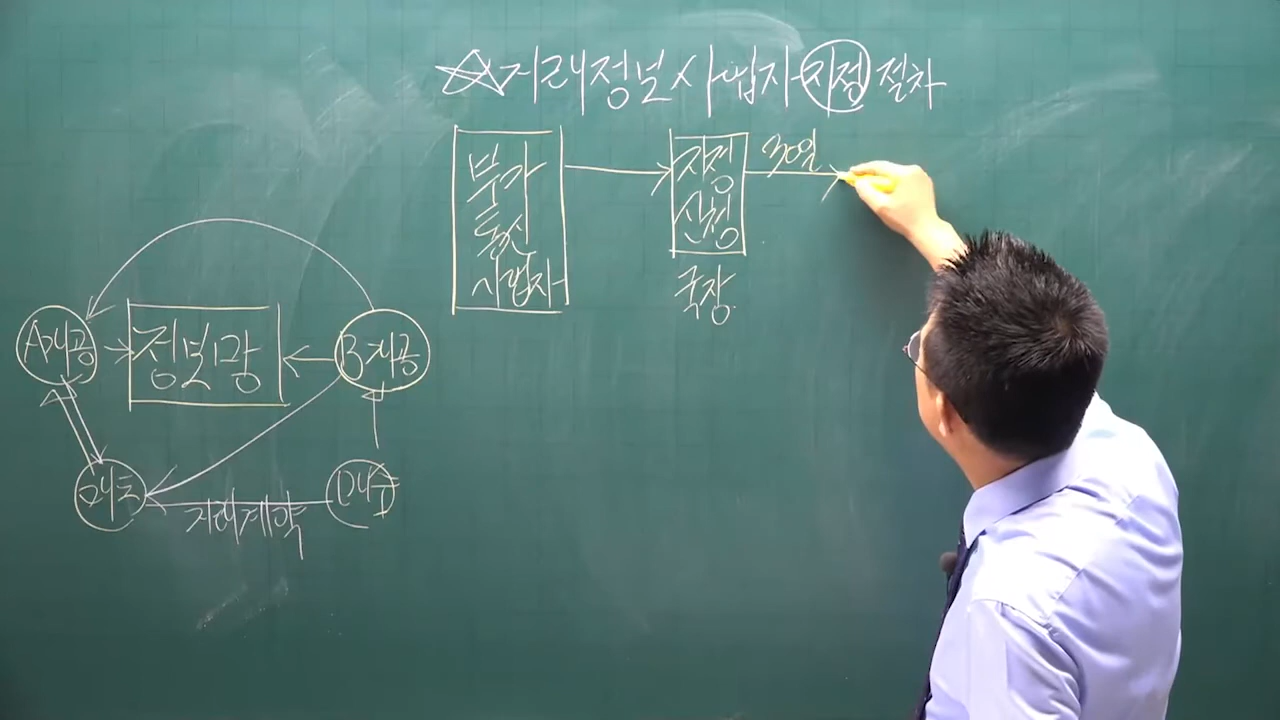 ☆거래정보사업자 지정 절차
부가
통신
사업자
지정
신청
국장
30일
A개공
정보망
B개공
매도
매수
거래계약